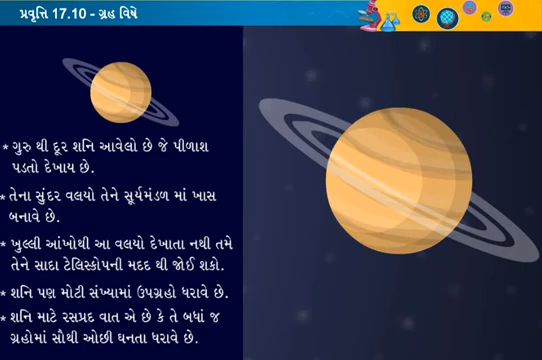 પ્રવૃત્તિ 17.10 - ગ્રહ વિષે
* ગુરુ થી દૂર શનિ આવેલો છે જે પીળાશ
પડતો દેખાય છે.
* તેના સુંદર વલયો તેને સૂર્યમંડળ માં ખાસ
બનાવે છે.
* ખુલ્લી આંખોથી આ વલયો દેખાતા નથી તમે
તેને સાદા ટેલિસ્કોપની મદદ થી જોઈ શકો.
* શનિ પણ મોટી સંખ્યામાં ઉપગ્રહો ધરાવે છે.
* શનિ માટે રસપ્રદ વાત એ છે કે તે બધાં જ
ગ્રહોમાં સૌથી ઓછી ઘનતા ધરાવે છે.